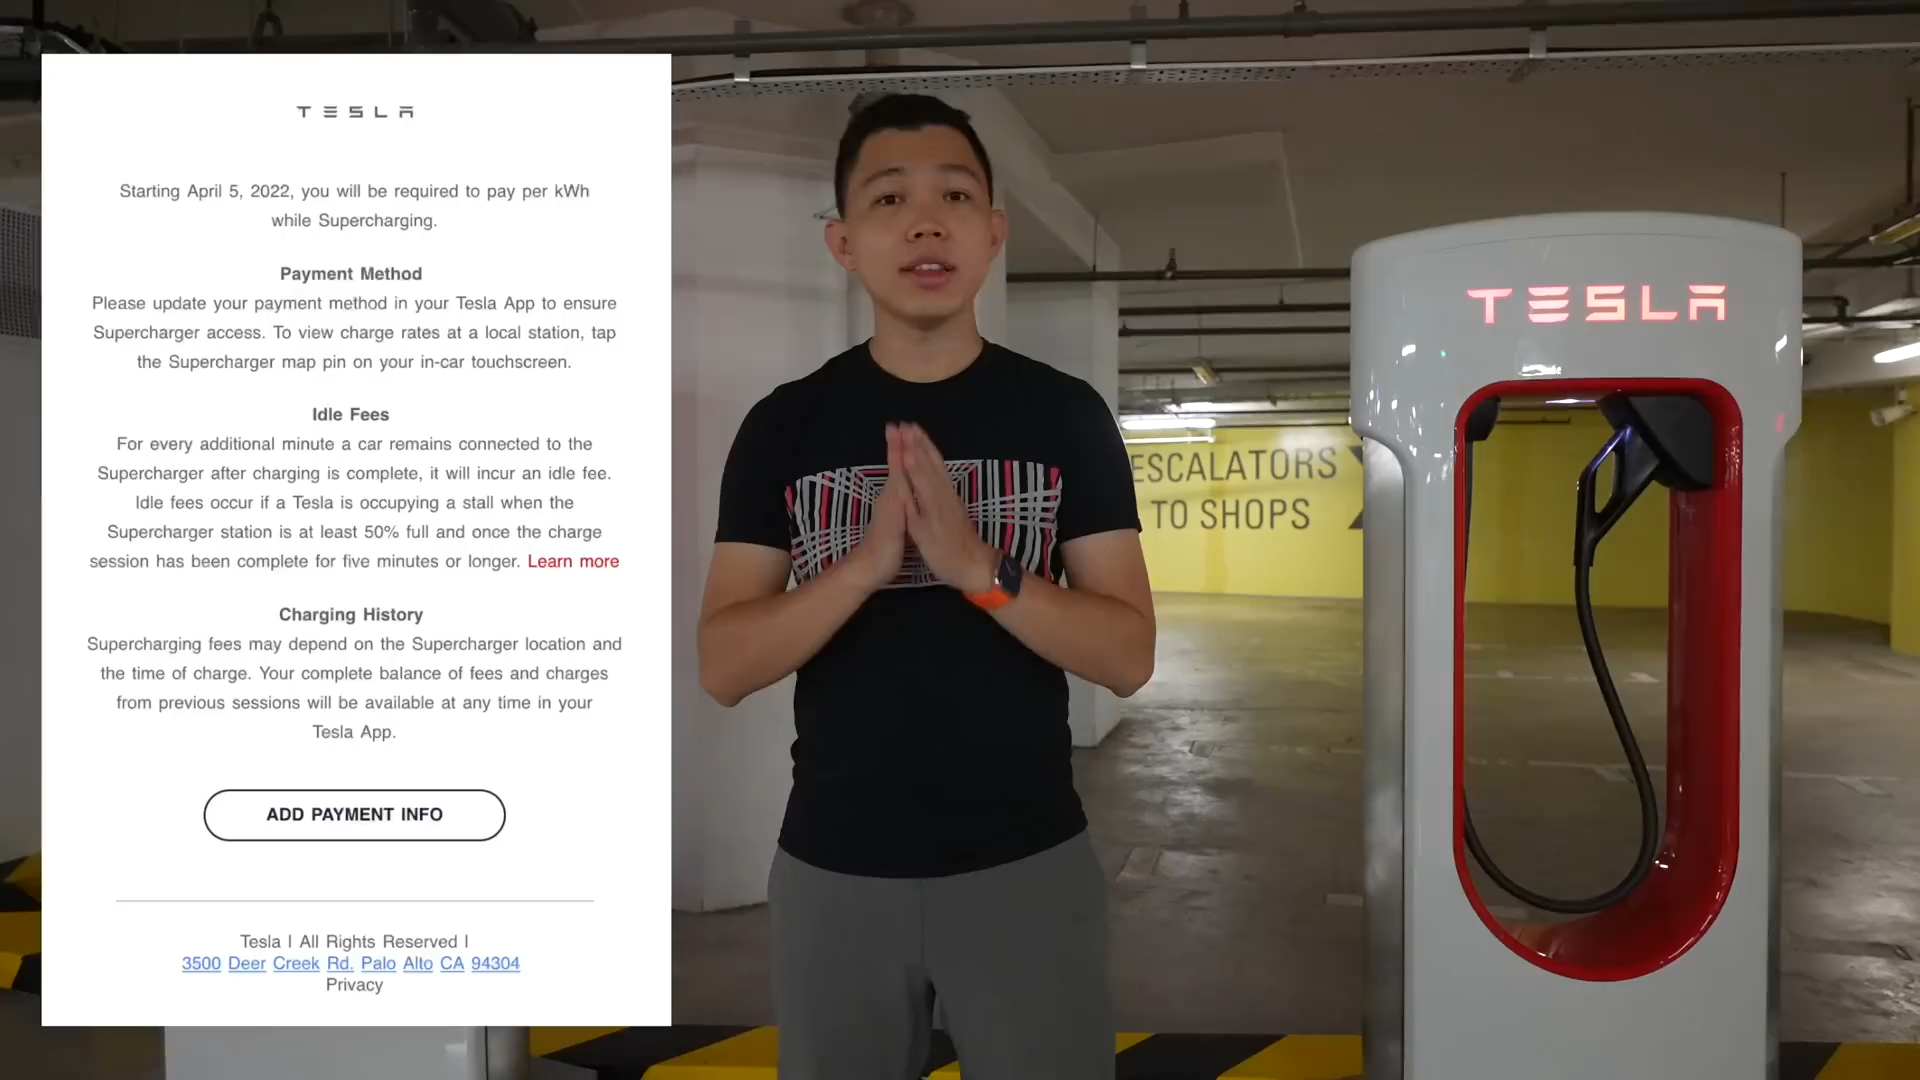 TESLA
Starting April 5, 2022, you will be required to pay per kWh
while Supercharging.
Payment Method
Please update your payment method in your Tesla App to ensure
Supercharger access. To view charge rates at a local station, tap
the Supercharger map pin on your in-car touchscreen.
Idle Fees
For every additional minute a car remains connected to the
Supercharger after charging is complete, it will incur an idle fee.
Idle fees occur if a Tesla is occupying a stall when the
Supercharger station is at least 50% full and once the charge
session has been complete for five minutes or longer. Learn more
Charging History
Supercharging fees may depend on the Supercharger location and
the time of charge. Your complete balance of fees and charges
from previous sessions will be available at any time in your
Tesla App.
ADD PAYMENT INFO
Tesla | All Rights Reserved |
3500 Deer Creek Rd. Palo Alto CA 94304
Privacy
ESCALATORS
TO SHOPS
TESLA